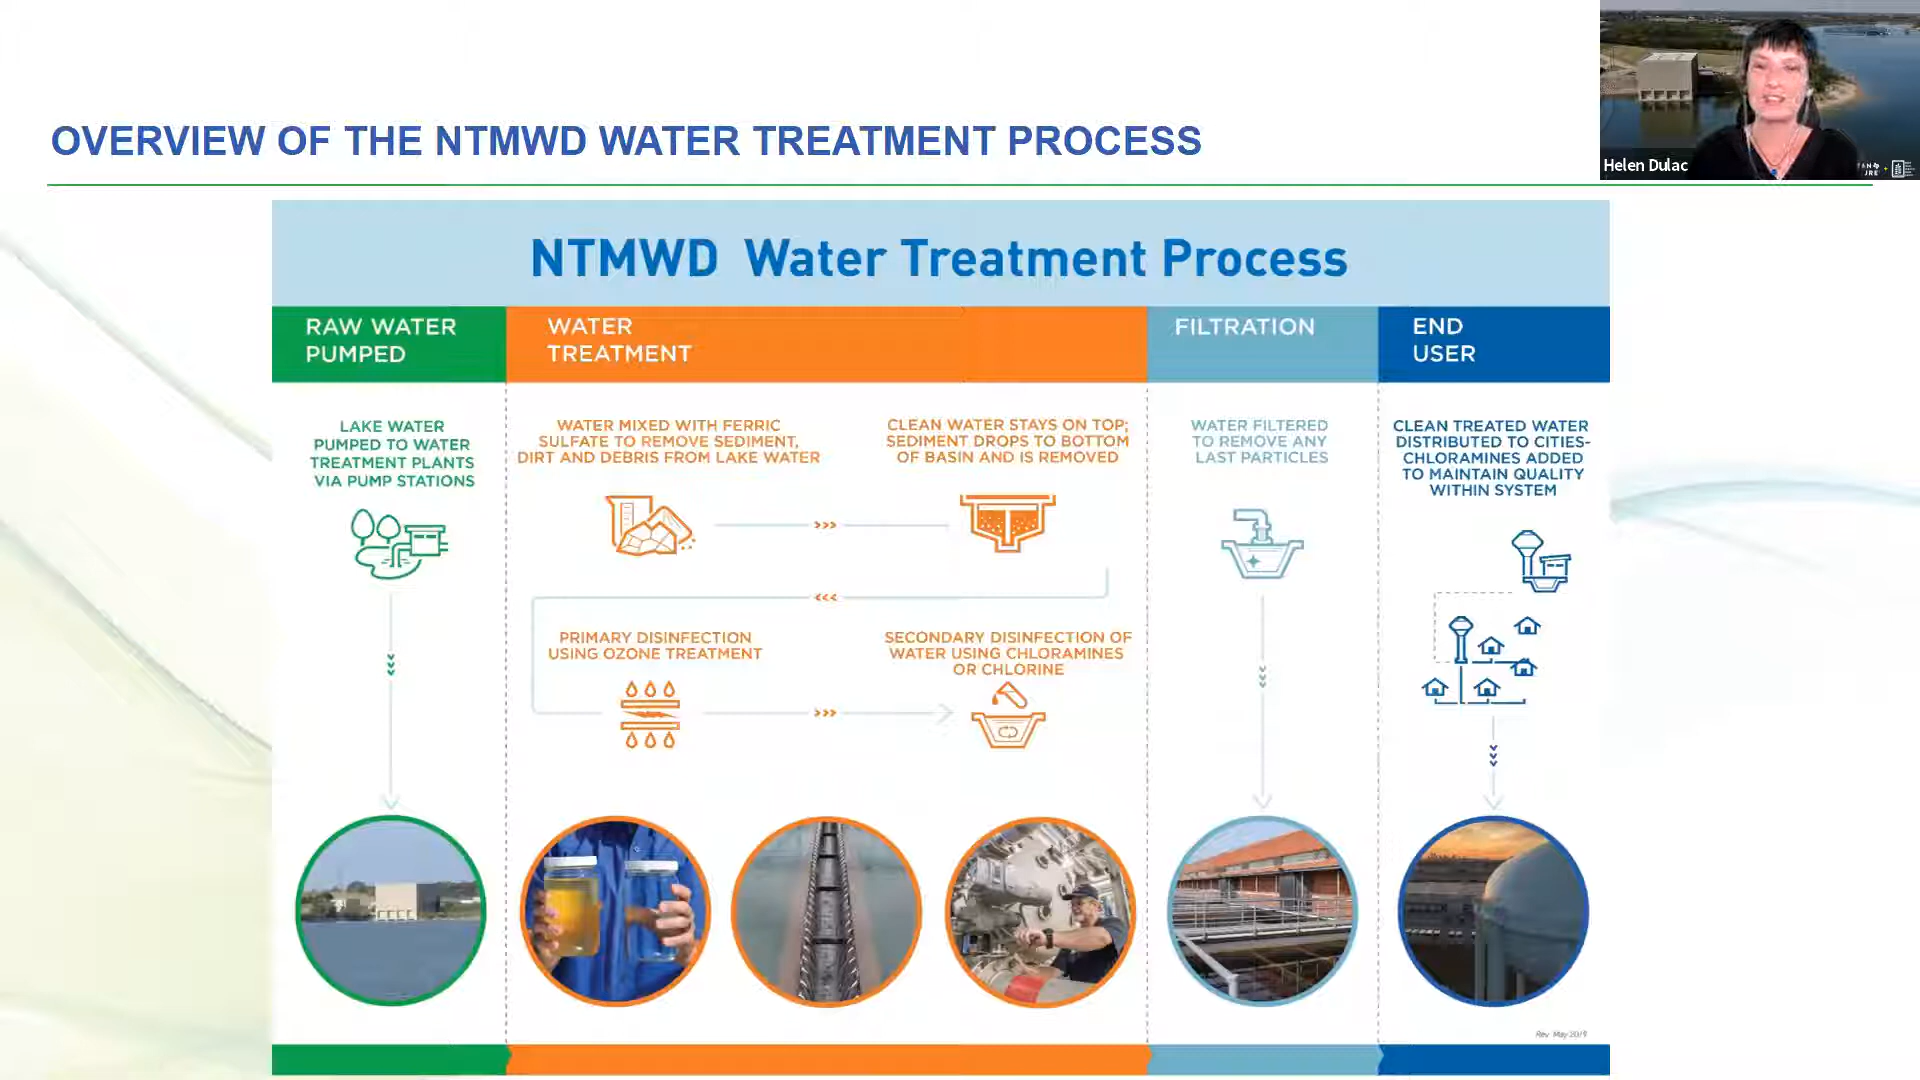 OVERVIEW OF THE NTMWD WATER TREATMENT PROCESS
Helen Dulac
NTMWD Water Treatment Process
RAW WATER
PUMPED
WATER
TREATMENT
FILTRATION
END
USER
LAKE WATER
PUMPED TO WATER
TREATMENT PLANTS
VIA PUMP STATIONS
WATER MIXED WITH FERRIC
SULFATE TO REMOVE SEDIMENT,
DIRT AND DEBRIS FROM LAKE WATER
CLEAN WATER STAYS ON TOP;
SEDIMENT DROPS TO BOTTOM
OF BASIN AND IS REMOVED
WATER FILTERED
TO REMOVE ANY
LAST PARTICLES
CLEAN TREATED WATER
DISTRIBUTED TO CITIES-
CHLORAMINES ADDED
TO MAINTAIN QUALITY
WITHIN SYSTEM
PRIMARY DISINFECTION
USING OZONE TREATMENT
SECONDARY DISINFECTION OF
WATER USING CHLORAMINES
OR CHLORINE
Rev May 2019